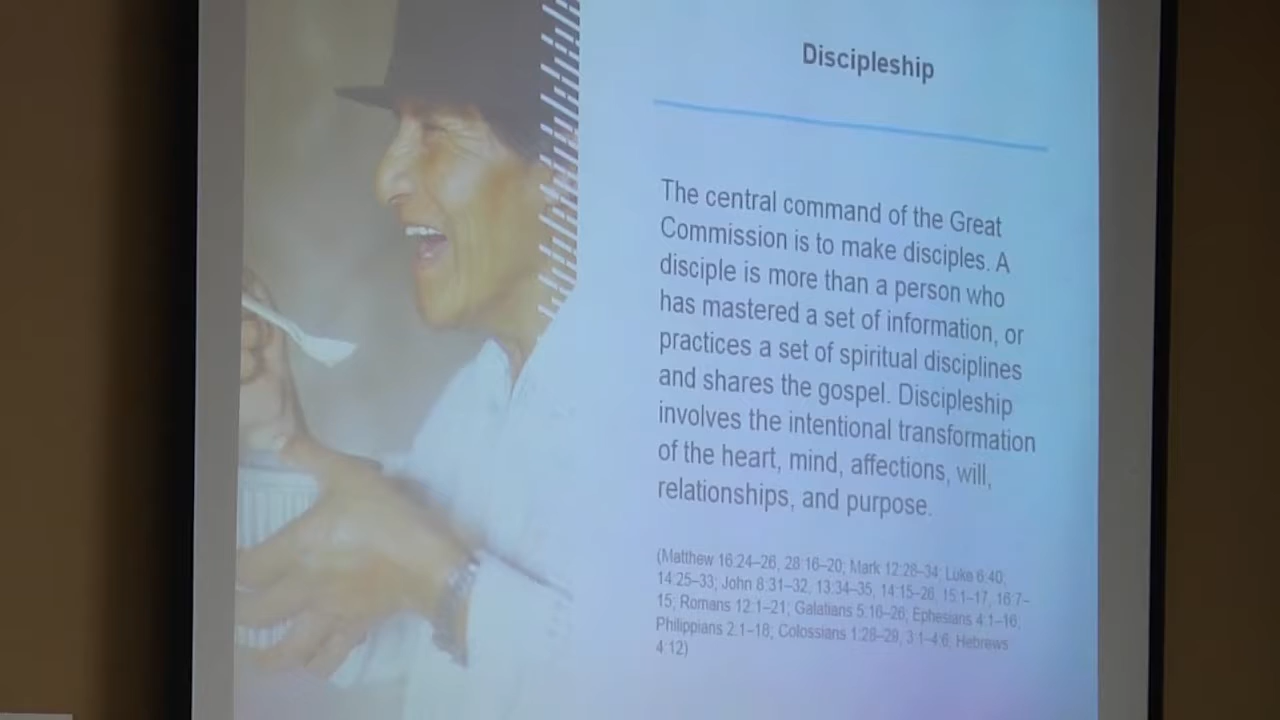 Discipleship
The central command of the Great
Commission is to make disciples. A
disciple is more than a person who
has mastered a set of information, or
practices a set of spiritual disciplines
and shares the gospel. Discipleship
involves the intentional transformation
of the heart, mind, affections, will,
relationships, and purpose.
(Matthew 16:24–26, 28:16–20; Mark 12:28–34; Luke 6:40;
14:25–33; John 8:31–32, 13:34–35, 14:15–26, 15:1–17, 16:7–
15; Romans 12:1–21; Galatians 5:16–26; Ephesians 4:1–16;
Philippians 2:1–18; Colossians 1:28–29, 3:1–4:6; Hebrews
4:12)